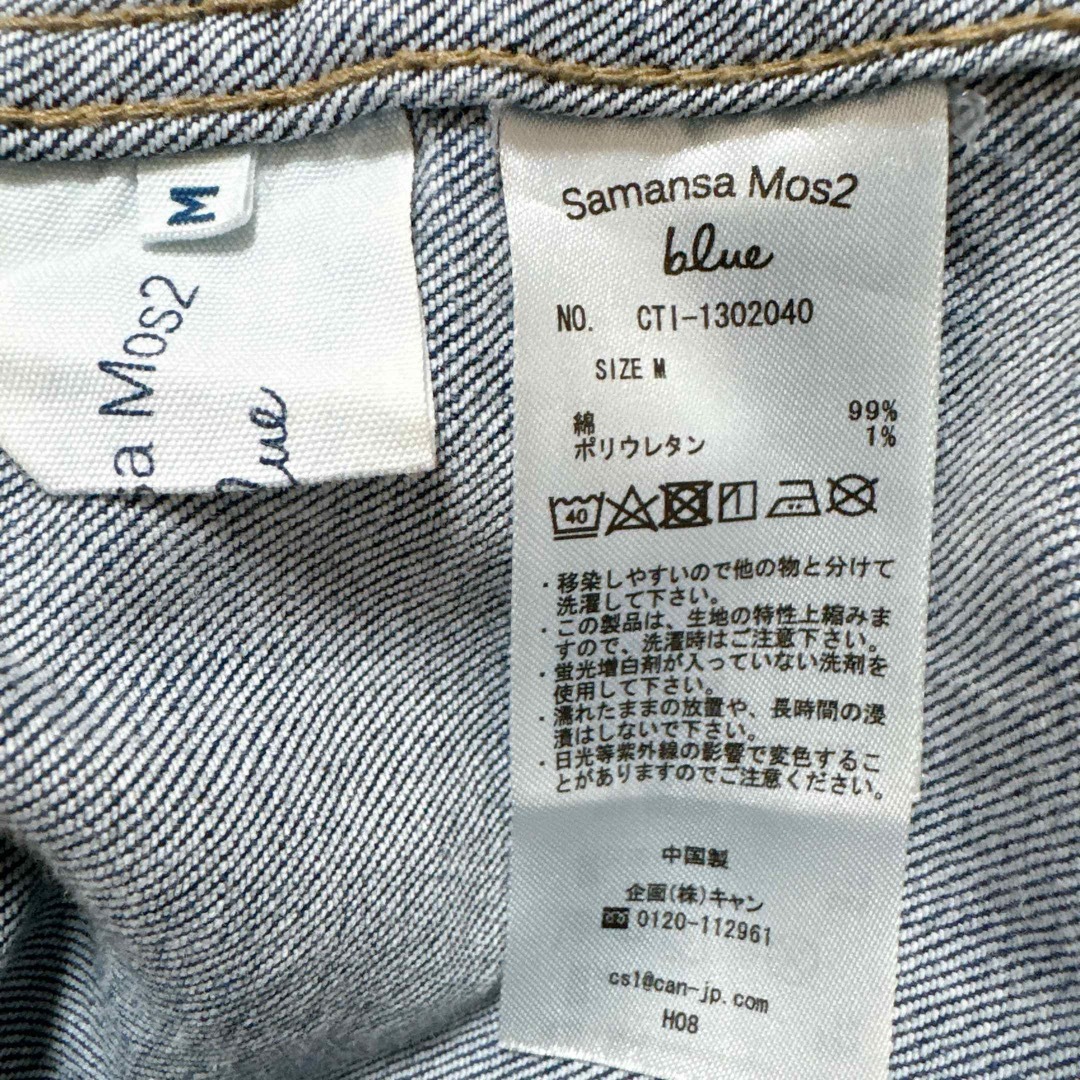 M
sa Mos2
blue
Samansa Mos2
blue
NO. CTI-1302040
SIZE M
綿 99%
ポリウレタン 1%
40
・移染しやすいので他の物と分けて
洗濯して下さい。
・この製品は、生地の特性上縮みま
すので、洗濯時はご注意下さい。
・蛍光増白剤が入っていない洗剤を
使用して下さい。
・濡れたままの放置や、長時間の浸
漬はしないで下さい。
・日光等紫外線の影響で変色するこ
とがありますのでご注意ください。
中国製
企画(株)キャン
0120-112961
cs1@can-jp.com
H08